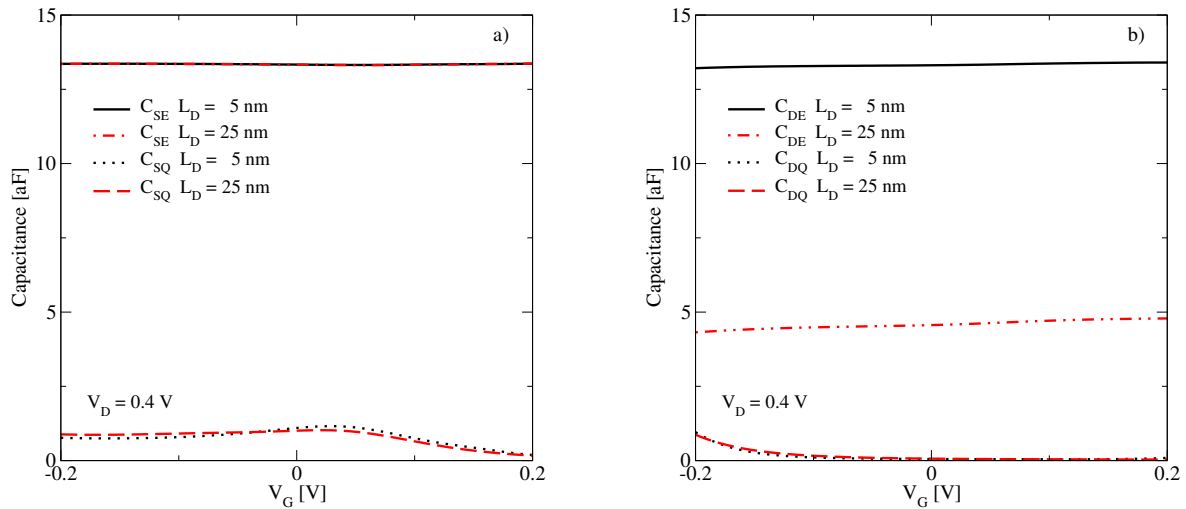 15
a)
C_SE L_D = 5 nm
C_SE L_D = 25 nm
C_SQ L_D = 5 nm
C_SQ L_D = 25 nm
10
Capacitance [aF]
5
V_D = 0.4 V
0
-0.2
0
0.2
V_G [V]
15
b)
C_DE L_D = 5 nm
C_DE L_D = 25 nm
C_DQ L_D = 5 nm
C_DQ L_D = 25 nm
10
Capacitance [aF]
5
V_D = 0.4 V
0
-0.2
0
0.2
V_G [V]